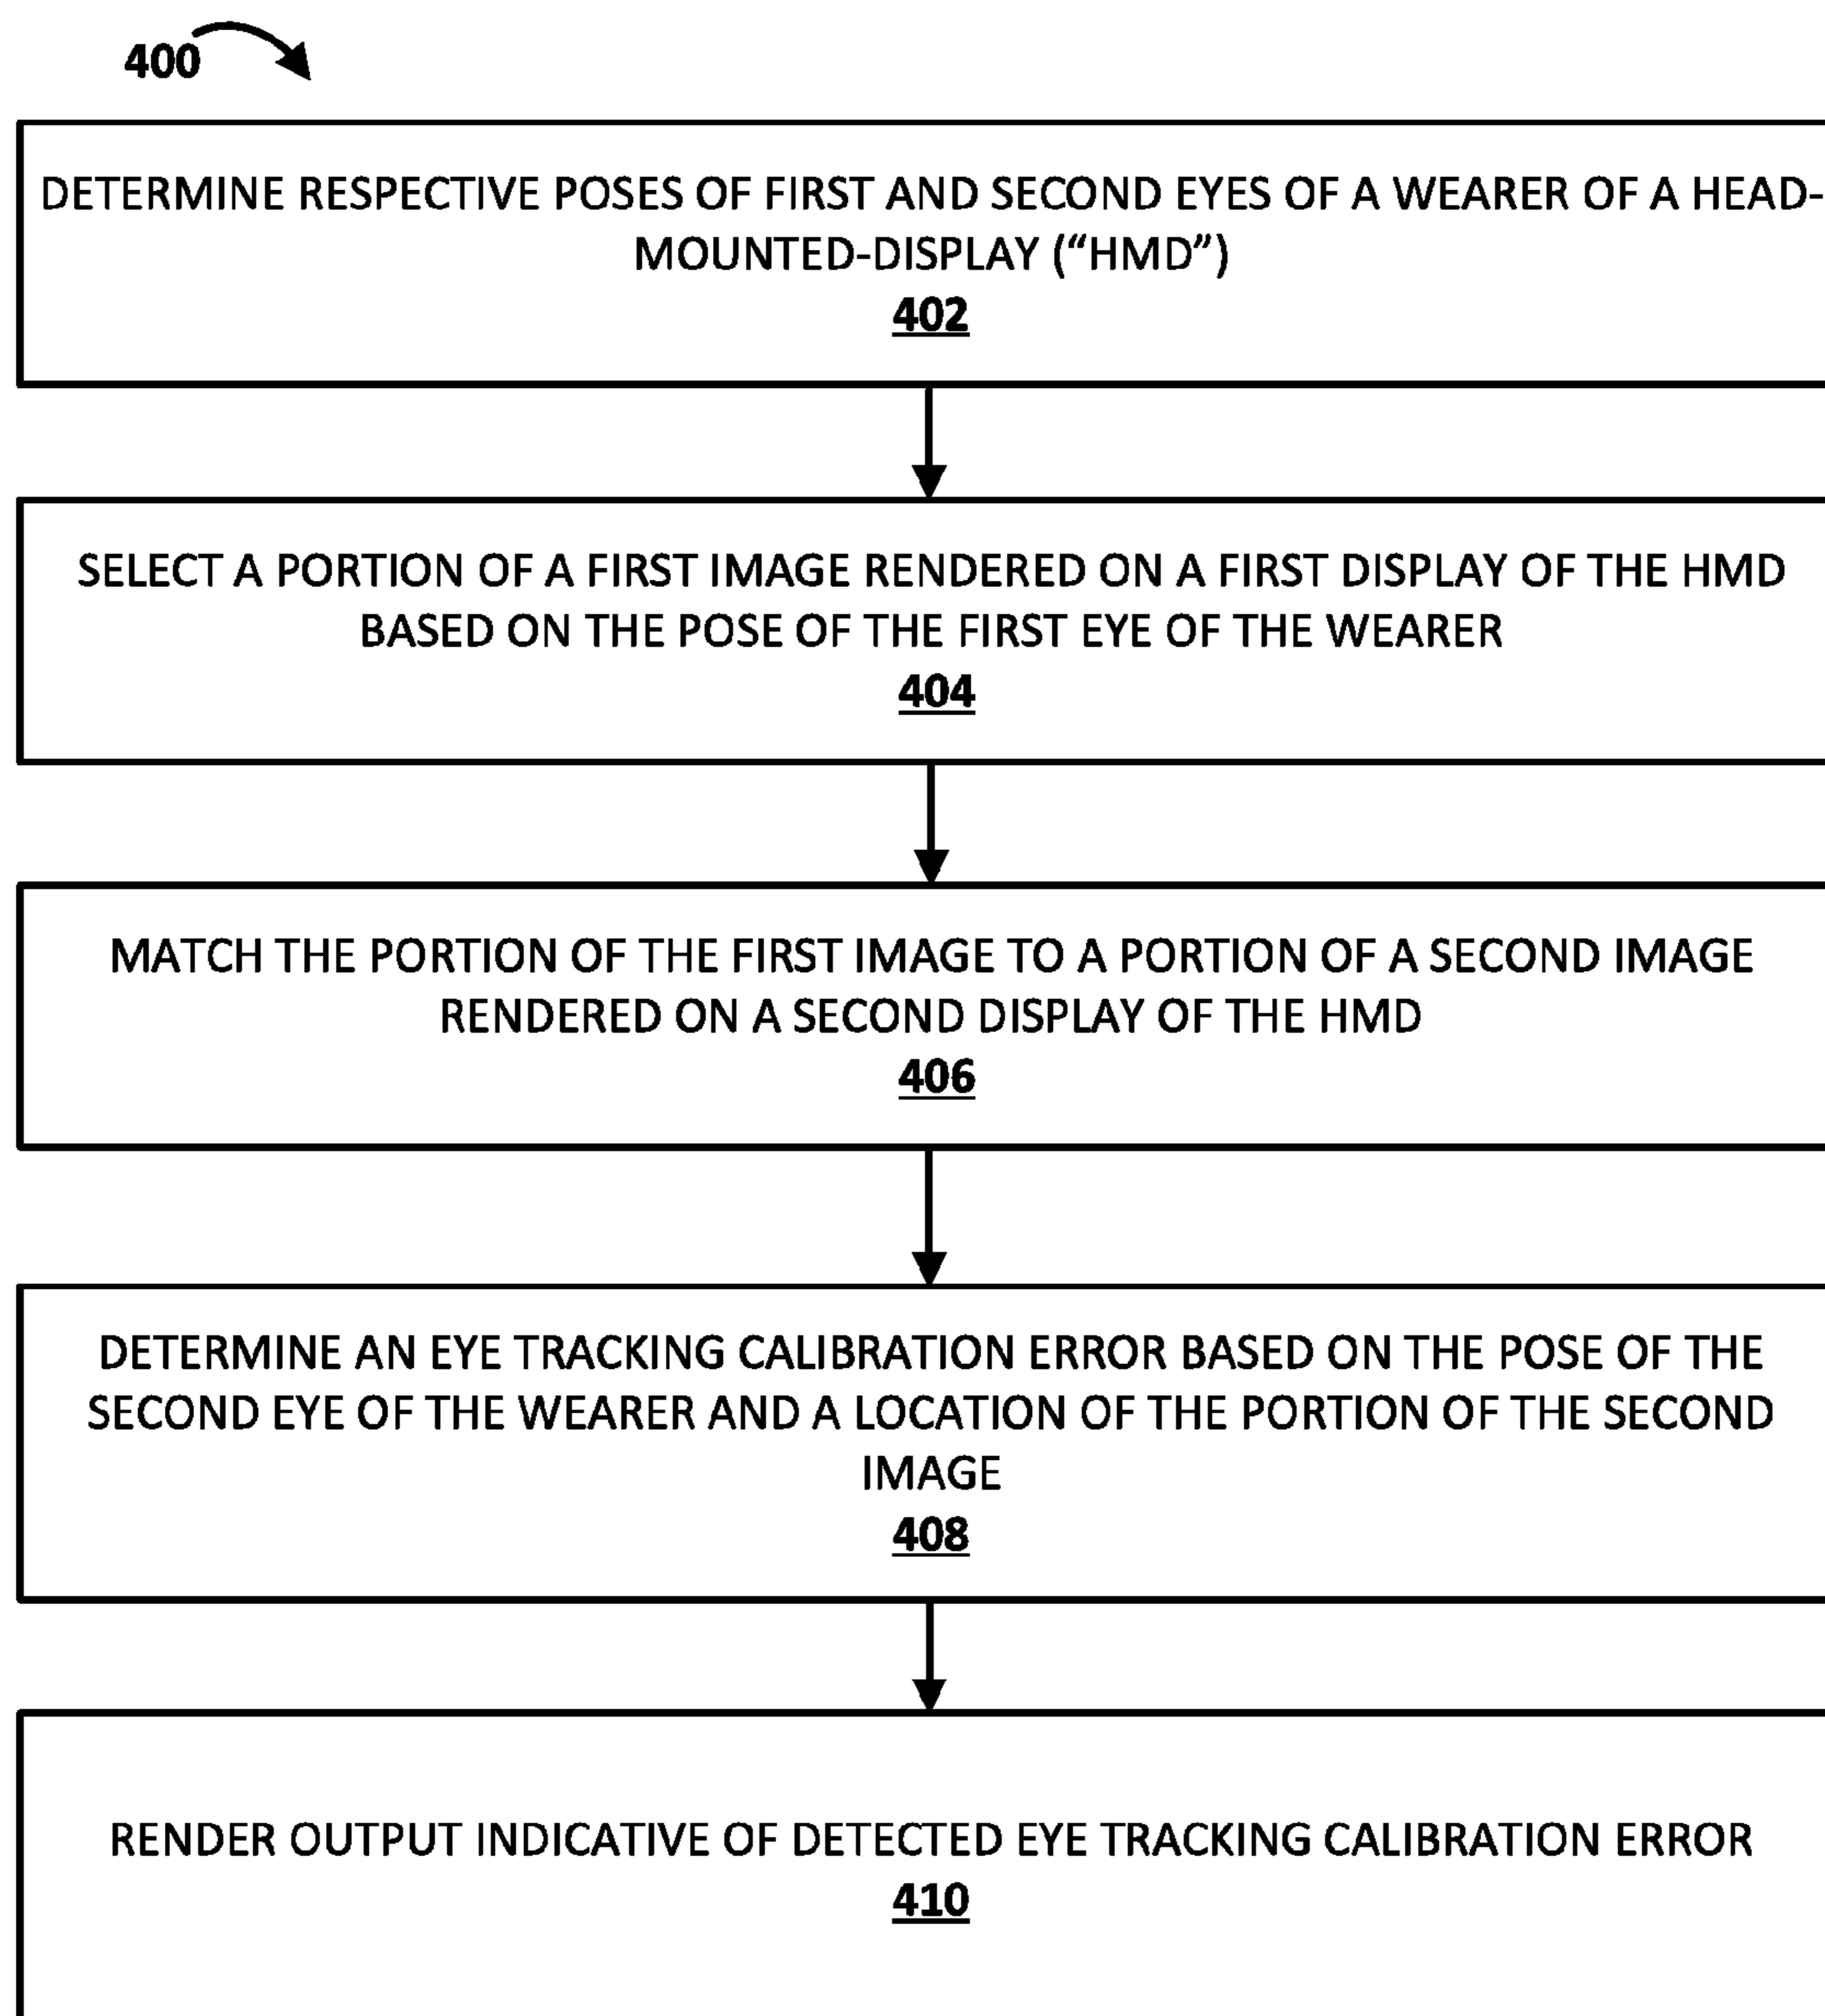 400
DETERMINE RESPECTIVE POSES OF FIRST AND SECOND EYES OF A WEARER OF A HEAD-
MOUNTED-DISPLAY (“HMD”)
402
SELECT A PORTION OF A FIRST IMAGE RENDERED ON A FIRST DISPLAY OF THE HMD
BASED ON THE POSE OF THE FIRST EYE OF THE WEARER
404
MATCH THE PORTION OF THE FIRST IMAGE TO A PORTION OF A SECOND IMAGE
RENDERED ON A SECOND DISPLAY OF THE HMD
406
DETERMINE AN EYE TRACKING CALIBRATION ERROR BASED ON THE POSE OF THE
SECOND EYE OF THE WEARER AND A LOCATION OF THE PORTION OF THE SECOND
IMAGE
408
RENDER OUTPUT INDICATIVE OF DETECTED EYE TRACKING CALIBRATION ERROR
410